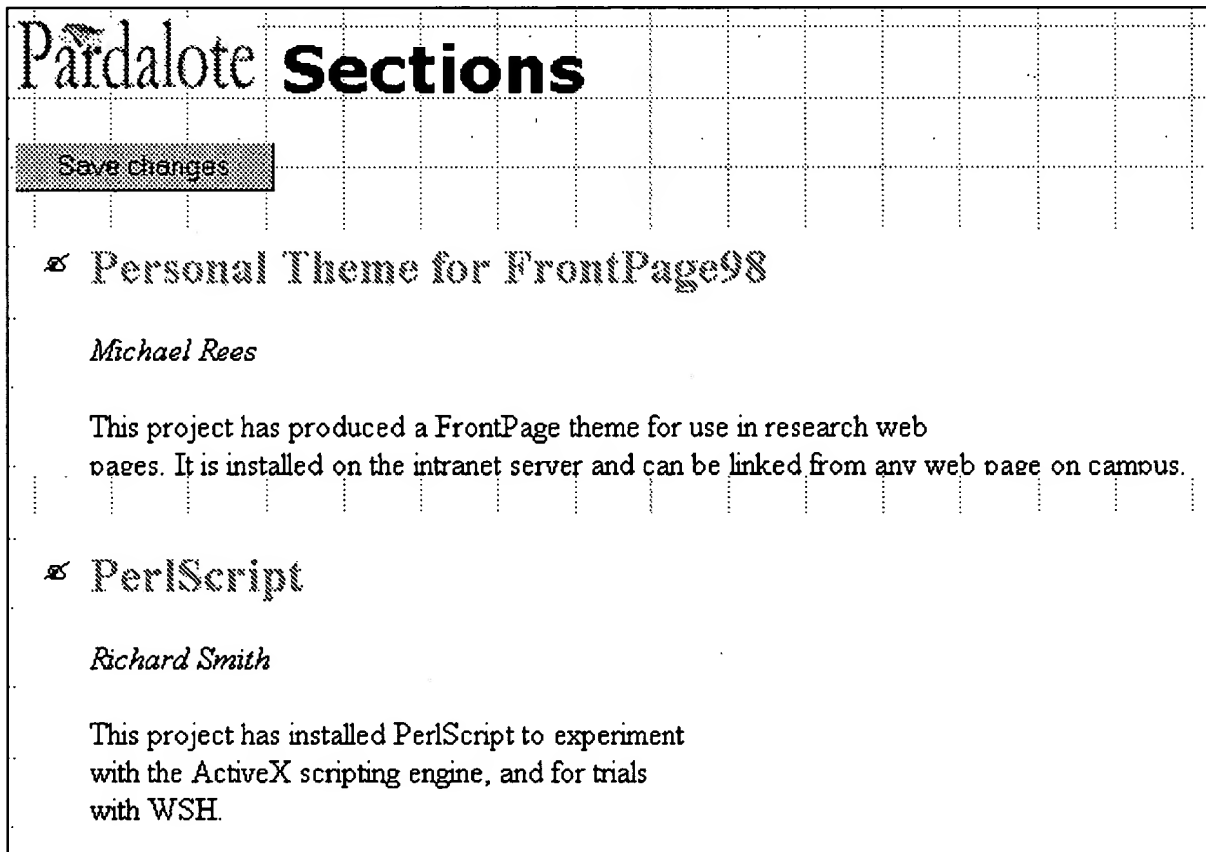 Pardalote Sections
Save changes
Personal Theme for FrontPage98
Michael Rees
This project has produced a FrontPage theme for use in research web
pages. It is installed on the intranet server and can be linked from any web page on campus.
PerlScript
Richard Smith
This project has installed PerlScript to experiment
with the ActiveX scripting engine, and for trials
with WSH.